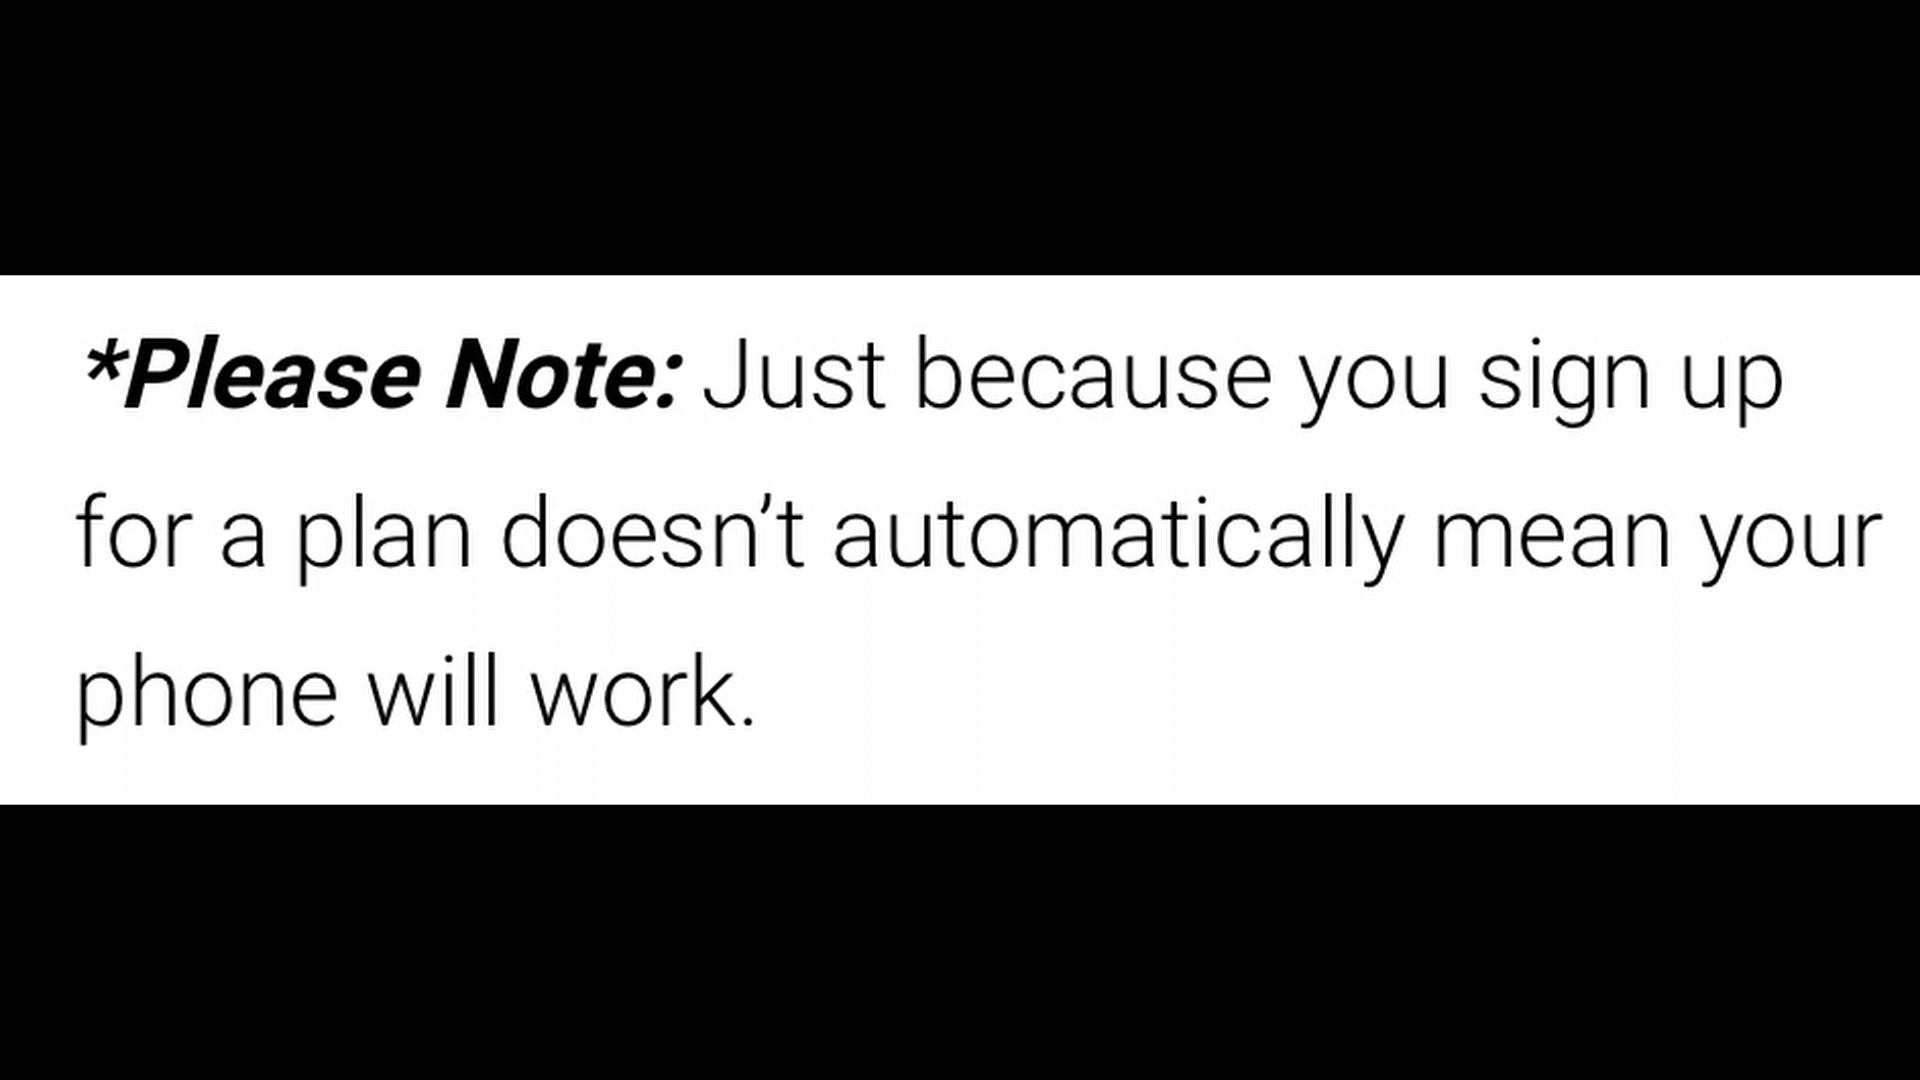 *Please Note: Just because you sign up
for a plan doesn’t automatically mean your
phone will work.